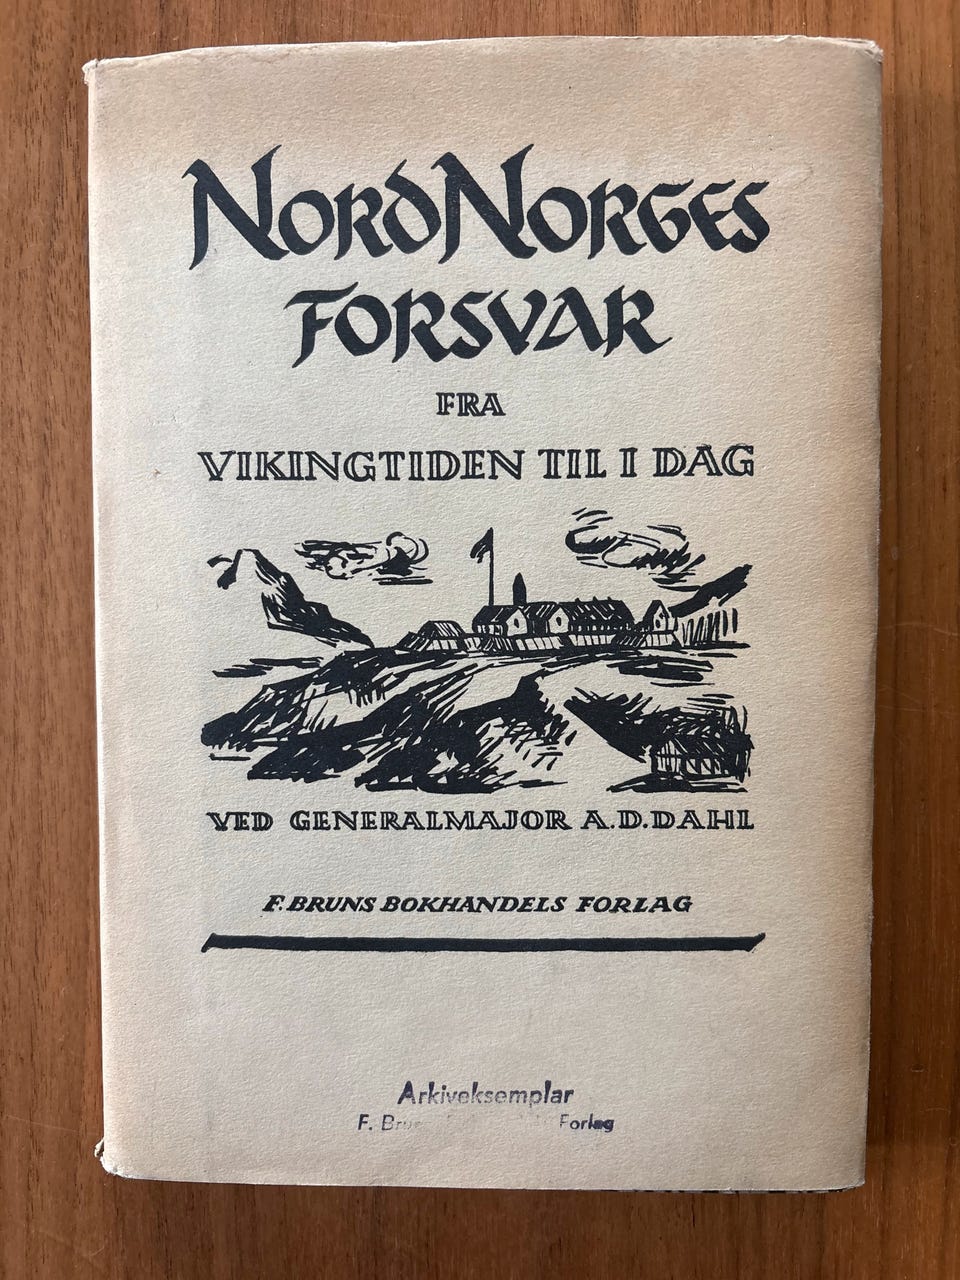 NORDNORGES
FORSVAR
FRA
VIKINGTIDEN TIL I DAG
VED GENERALMAJOR A.D.DAHL
F.BRUNS BOKHANDELS FORLAG
Arkiveksemplar
F. Forlag